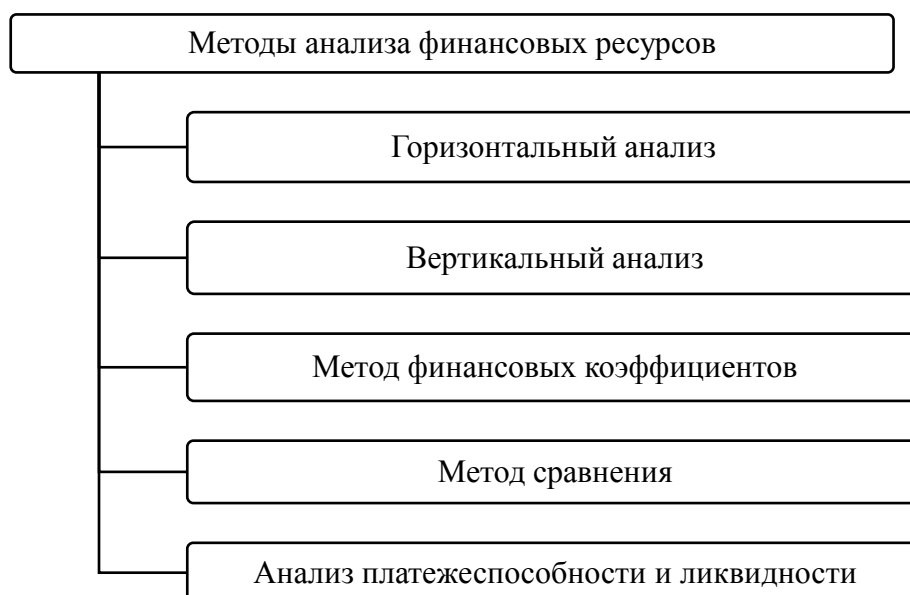 Методы анализа финансовых ресурсов
Горизонтальный анализ
Вертикальный анализ
Метод финансовых коэффициентов
Метод сравнения
Анализ платежеспособности и ликвидности